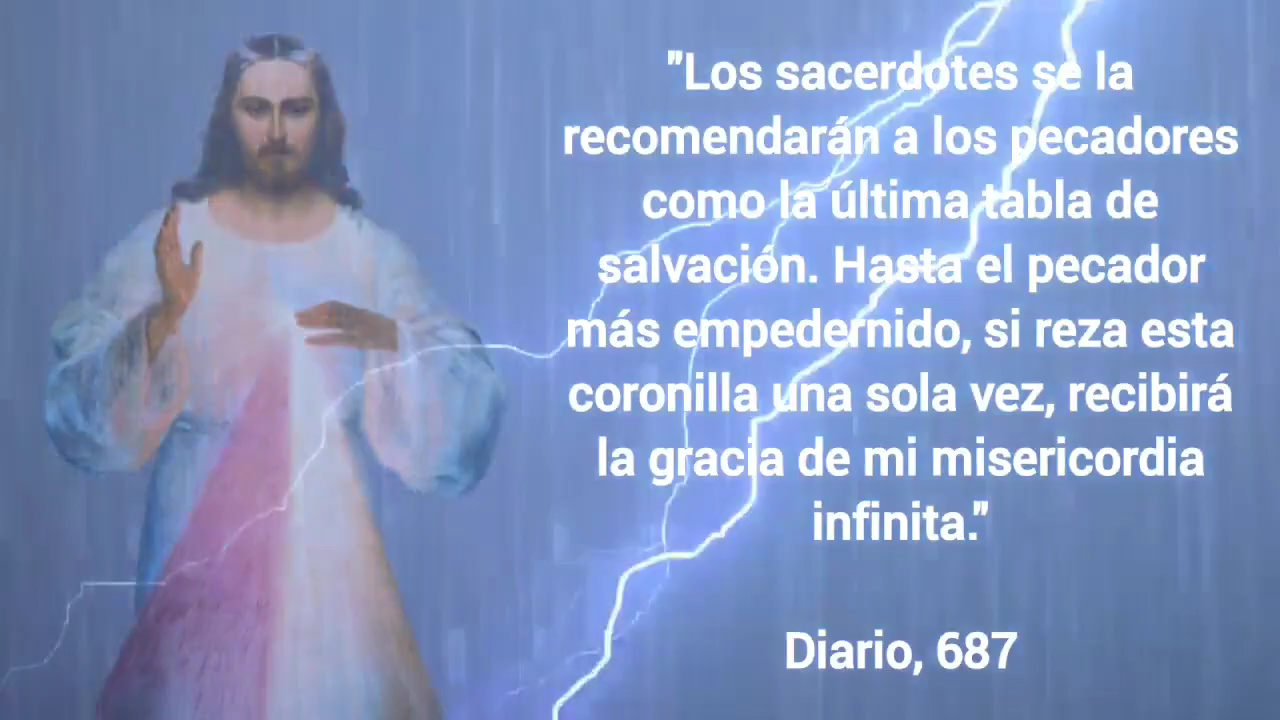 "Los sacerdotes se la
recomendarán a los pecadores
como la última tabla de
salvación. Hasta el pecador
más empedernido, si reza esta
coronilla una sola vez, recibirá
la gracia de mi misericordia
infinita."
Diario, 687